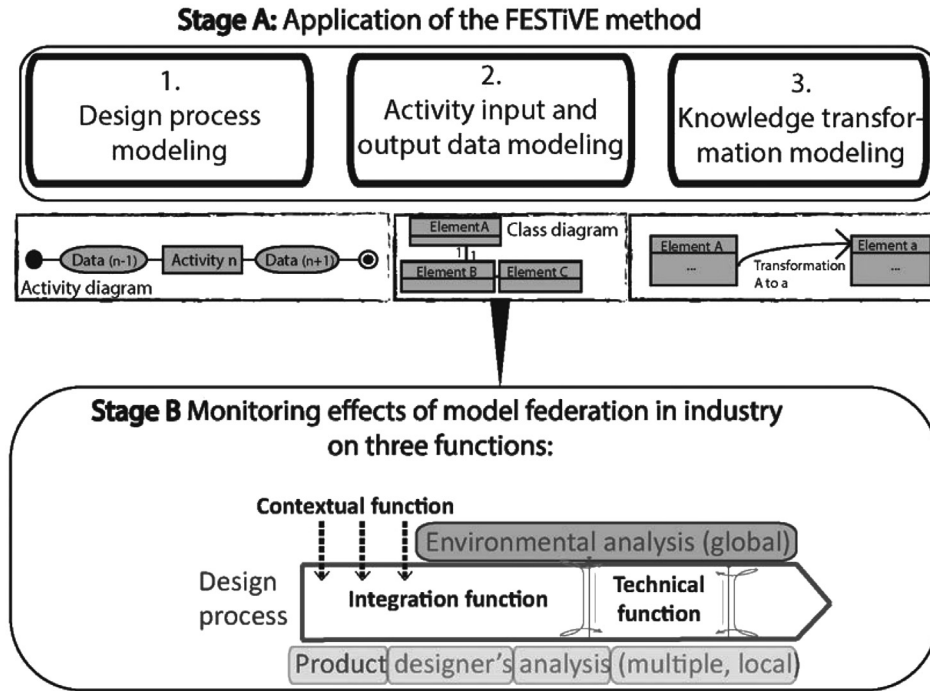 Stage A: Application of the FESTiVE method
1.
Design process
modeling
2.
Activity input and
output data modeling
3.
Knowledge transfor-
mation modeling
Data (n-1)
Activity n
Data (n+1)
Activity diagram
Element A
Class diagram
1
1
Element B
Element C
Element A
...
Transformation
A to a
Element a
...
Stage B Monitoring effects of model federation in industry
on three functions:
Contextual function
Environmental analysis (global)
Design
process
Integration function
Technical
function
Product designer's analysis (multiple, local)